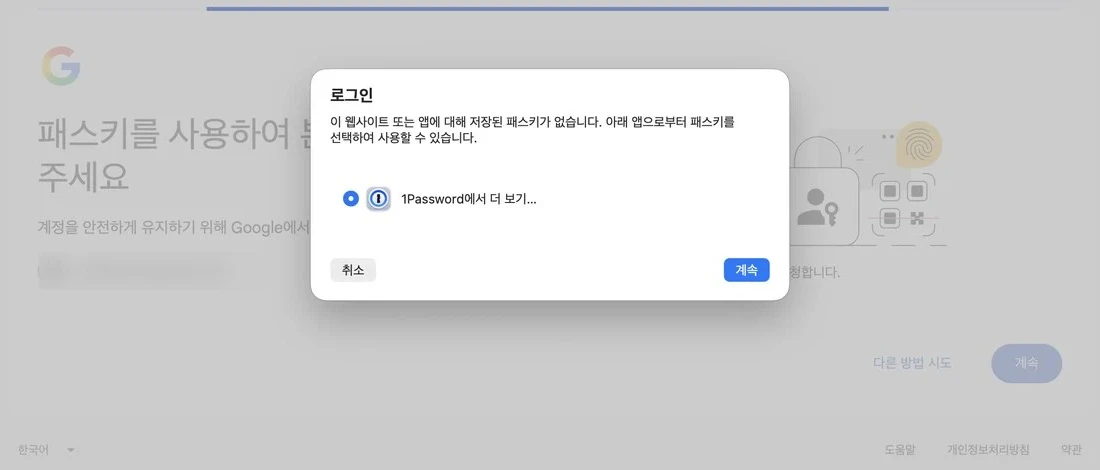 패스키를 사용하여
주세요
계정을 안전하게 유지하기 위해 Google에서
로그인
이 웹사이트 또는 앱에 대해 저장된 패스키가 없습니다. 아래 앱으로부터 패스키를
선택하여 사용할 수 있습니다.
1Password에서 더 보기...
취소
계속
청합니다.
다른 방법 시도
계속
한국어
도움말
개인정보처리방침
약관